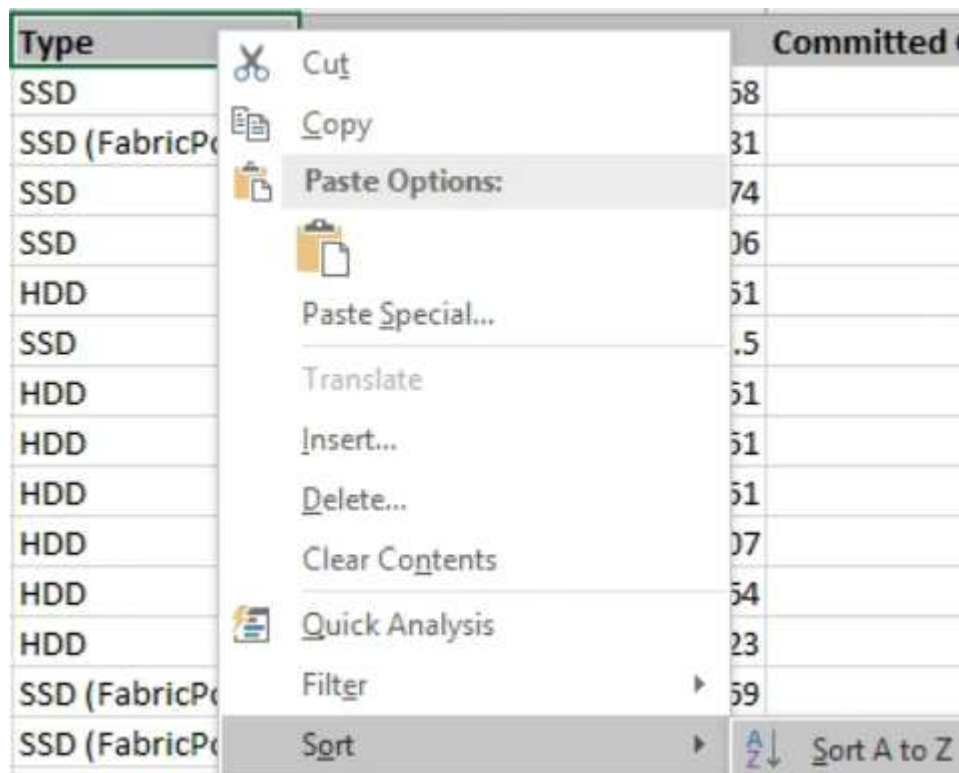 Type Committed
SSD 58
SSD (FabricPo 31
SSD 74
SSD 06
HDD 51
SSD .5
HDD 51
HDD 51
HDD 51
HDD 07
HDD 54
HDD 23
SSD (FabricPo 59
SSD (FabricPo
Cut
Copy
Paste Options:
Paste Special...
Translate
Insert...
Delete...
Clear Contents
Quick Analysis
Filter
Sort
Sort A to Z